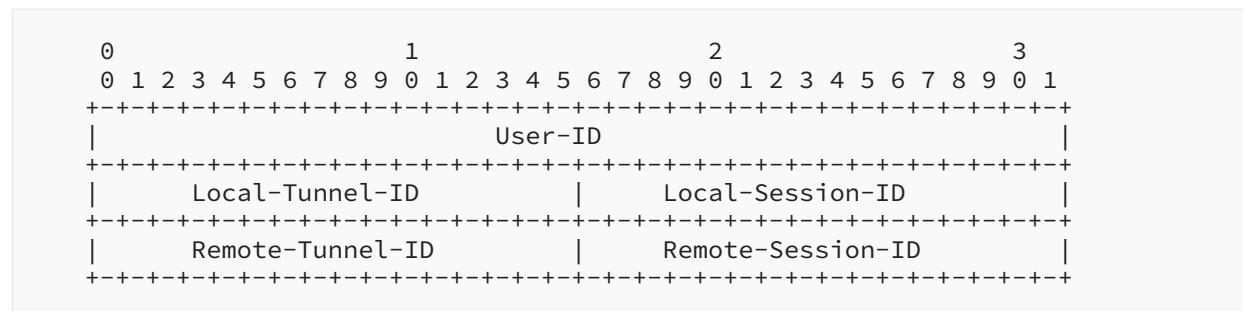 0                   1                   2                   3
 0 1 2 3 4 5 6 7 8 9 0 1 2 3 4 5 6 7 8 9 0 1 2 3 4 5 6 7 8 9 0 1
+-+-+-+-+-+-+-+-+-+-+-+-+-+-+-+-+-+-+-+-+-+-+-+-+-+-+-+-+-+-+-+-+
|                          User-ID                              |
+-+-+-+-+-+-+-+-+-+-+-+-+-+-+-+-+-+-+-+-+-+-+-+-+-+-+-+-+-+-+-+-+
|      Local-Tunnel-ID          |     Local-Session-ID          |
+-+-+-+-+-+-+-+-+-+-+-+-+-+-+-+-+-+-+-+-+-+-+-+-+-+-+-+-+-+-+-+-+
|      Remote-Tunnel-ID         |     Remote-Session-ID         |
+-+-+-+-+-+-+-+-+-+-+-+-+-+-+-+-+-+-+-+-+-+-+-+-+-+-+-+-+-+-+-+-+